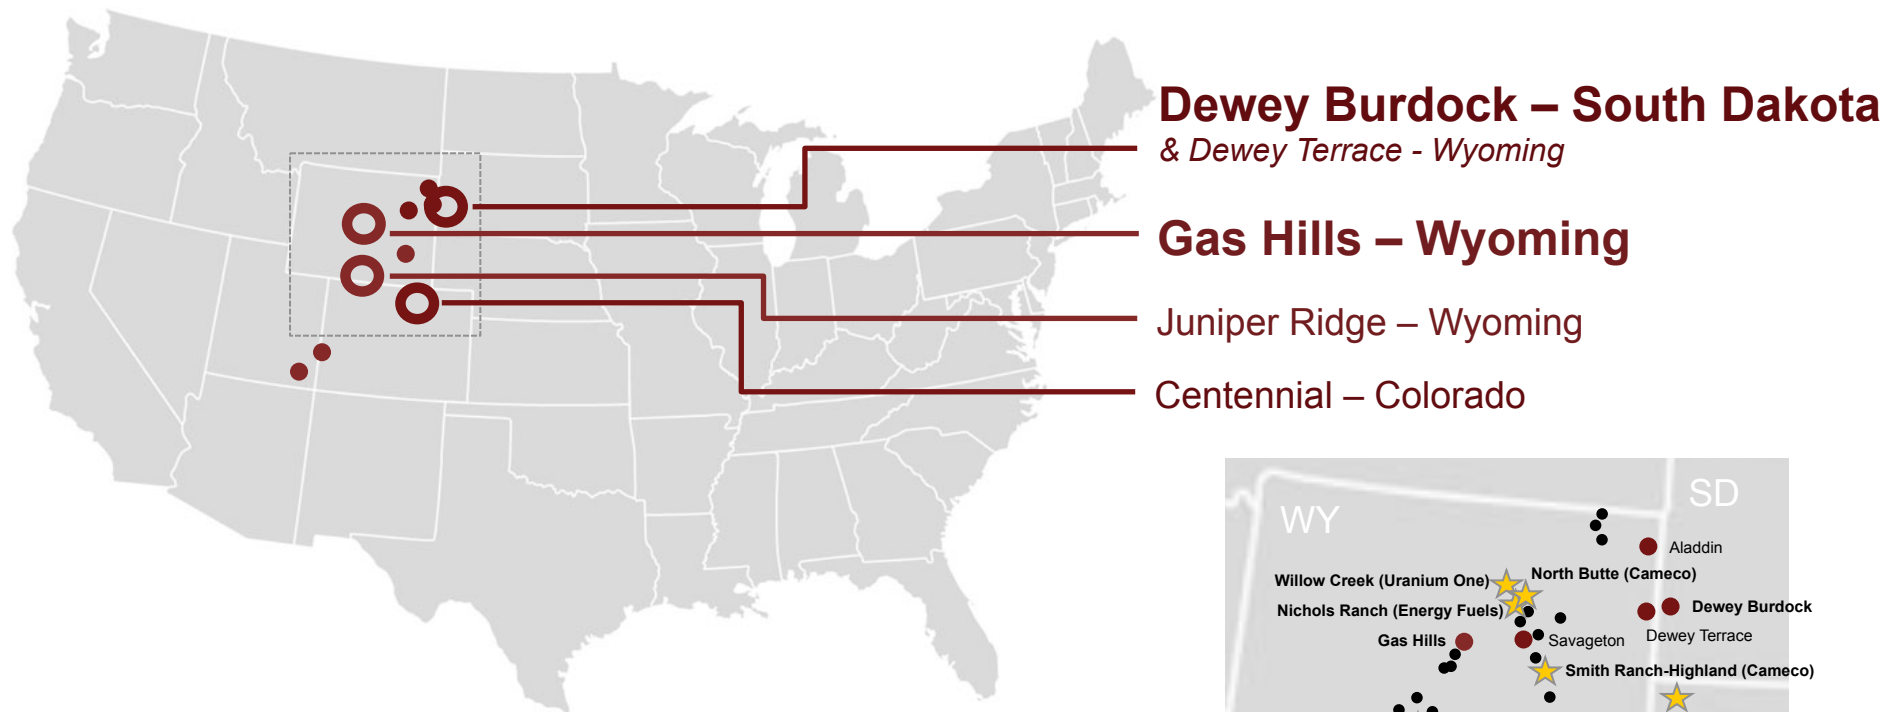 Dewey Burdock – South Dakota
& Dewey Terrace - Wyoming
Gas Hills – Wyoming
Juniper Ridge – Wyoming
Centennial – Colorado
WY
SD
Aladdin
Willow Creek (Uranium One)
North Butte (Cameco)
Nichols Ranch (Energy Fuels)
Dewey Burdock
Gas Hills
Savageton
Dewey Terrace
Smith Ranch-Highland (Cameco)